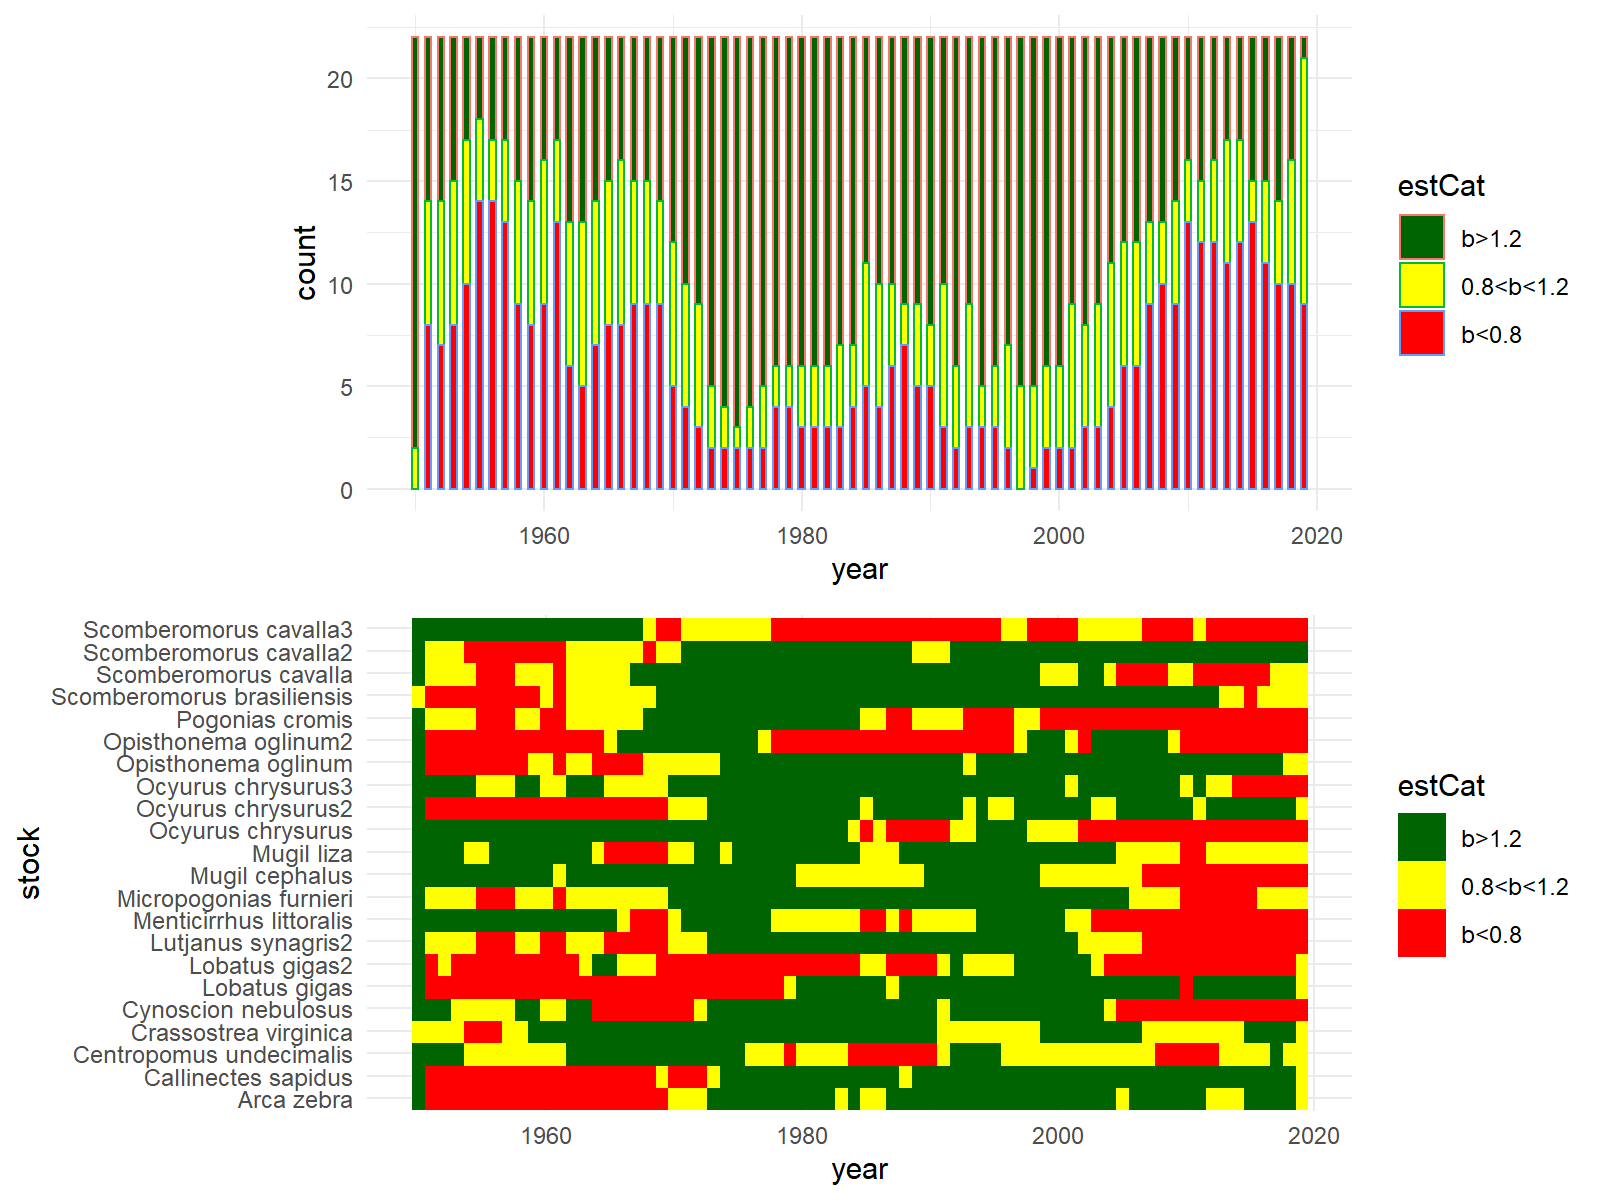 20
15
10
5
0
count
1960
1980
2000
2020
year
estCat
b>1.2
0.8<b<1.2
b<0.8
Scomberomorus cavalla3
Scomberomorus cavalla2
Scomberomorus cavalla
Scomberomorus brasiliensis
Pogonias cromis
Opisthonema oglinum2
Opisthonema oglinum
Ocyurus chrysurus3
Ocyurus chrysurus2
Ocyurus chrysurus
Mugil liza
Mugil cephalus
Micropogonias furnieri
Menticirrhus littoralis
Lutjanus synagris2
Lobatus gigas2
Lobatus gigas
Cynoscion nebulosus
Crassostrea virginica
Centropomus undecimalis
Callinectes sapidus
Arca zebra
stock
1960
1980
2000
2020
year
estCat
b>1.2
0.8<b<1.2
b<0.8